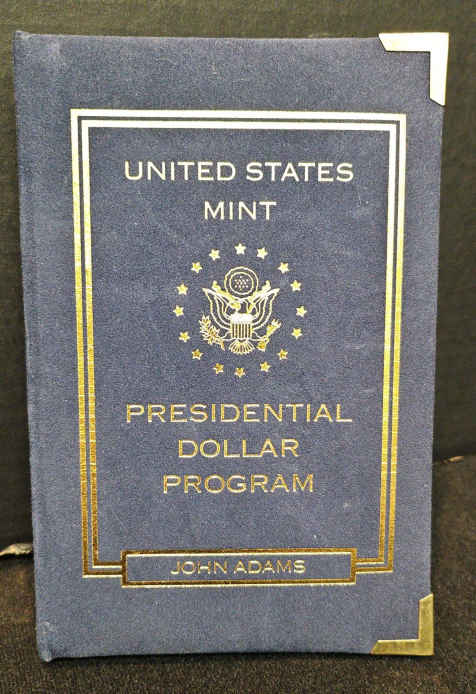 UNITED STATES
MINT
PRESIDENTIAL
DOLLAR
PROGRAM
JOHN ADAMS